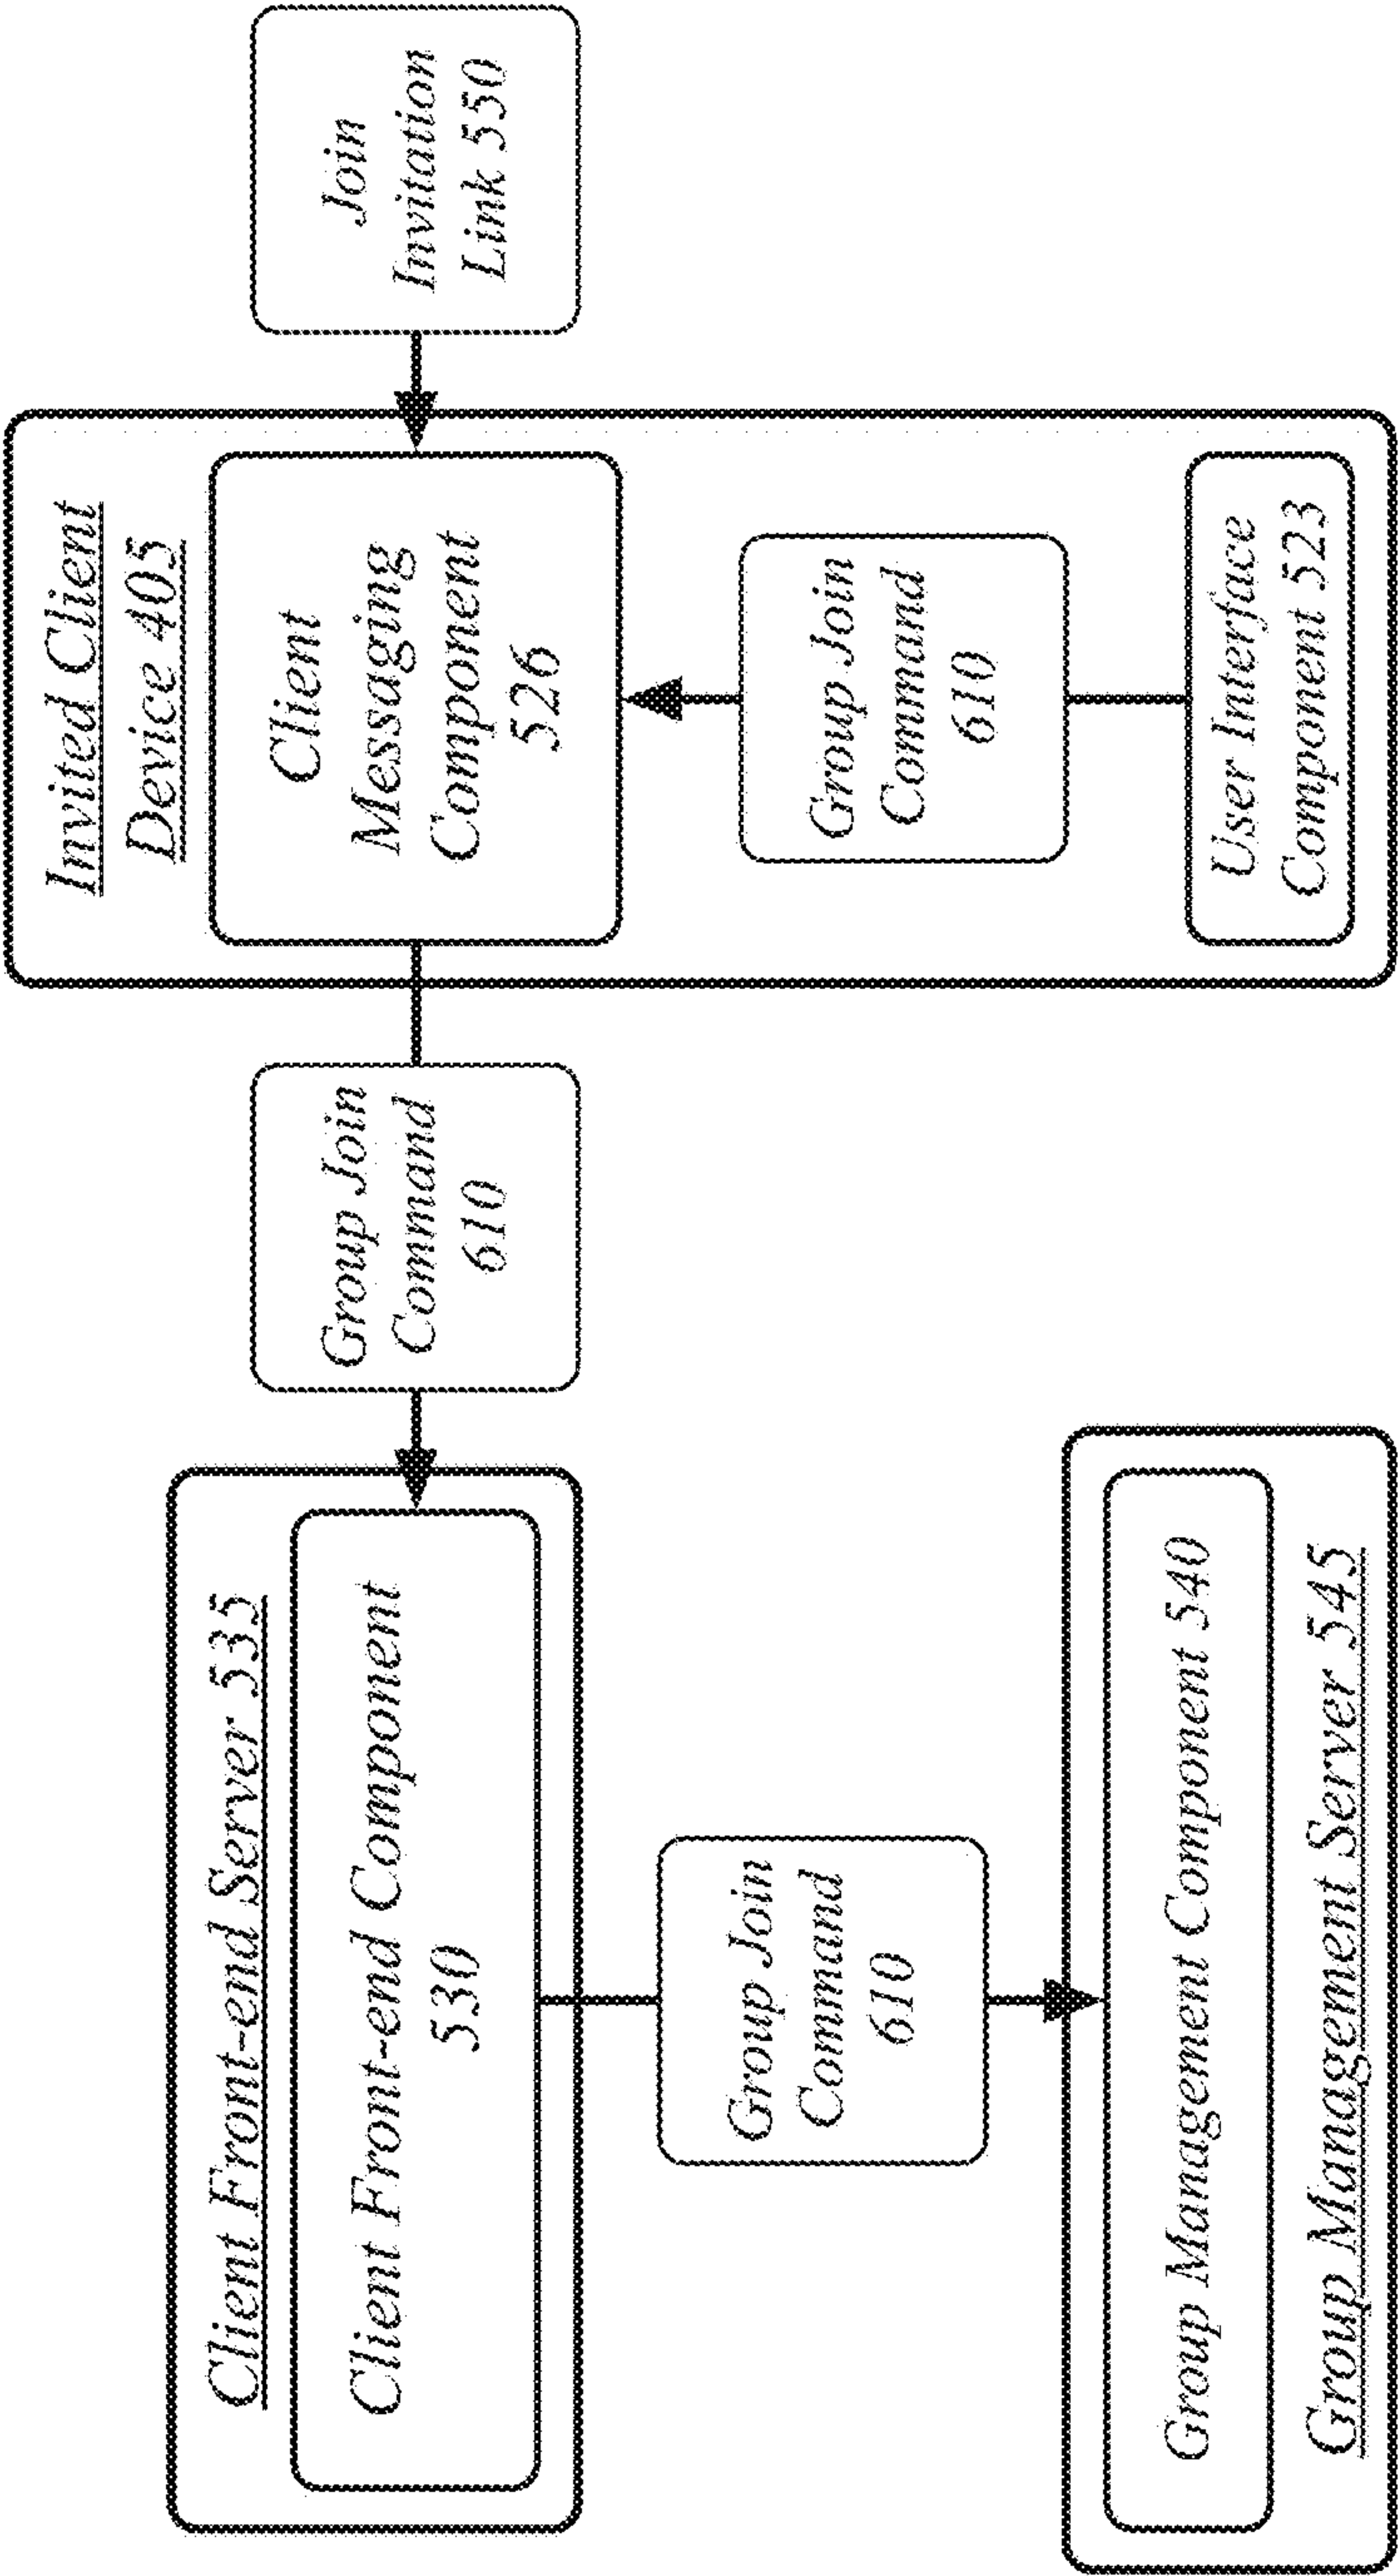 Client Front-end Server 535
Client Front-end Component
530
Group Join
Command
610
Group Management Component 540
Group Management Server 545
Group Join
Command
610
Invited Client
Device 405
Client
Messaging
Component
526
Group Join
Command
610
User Interface
Component 523
Join
Invitation
Link 550